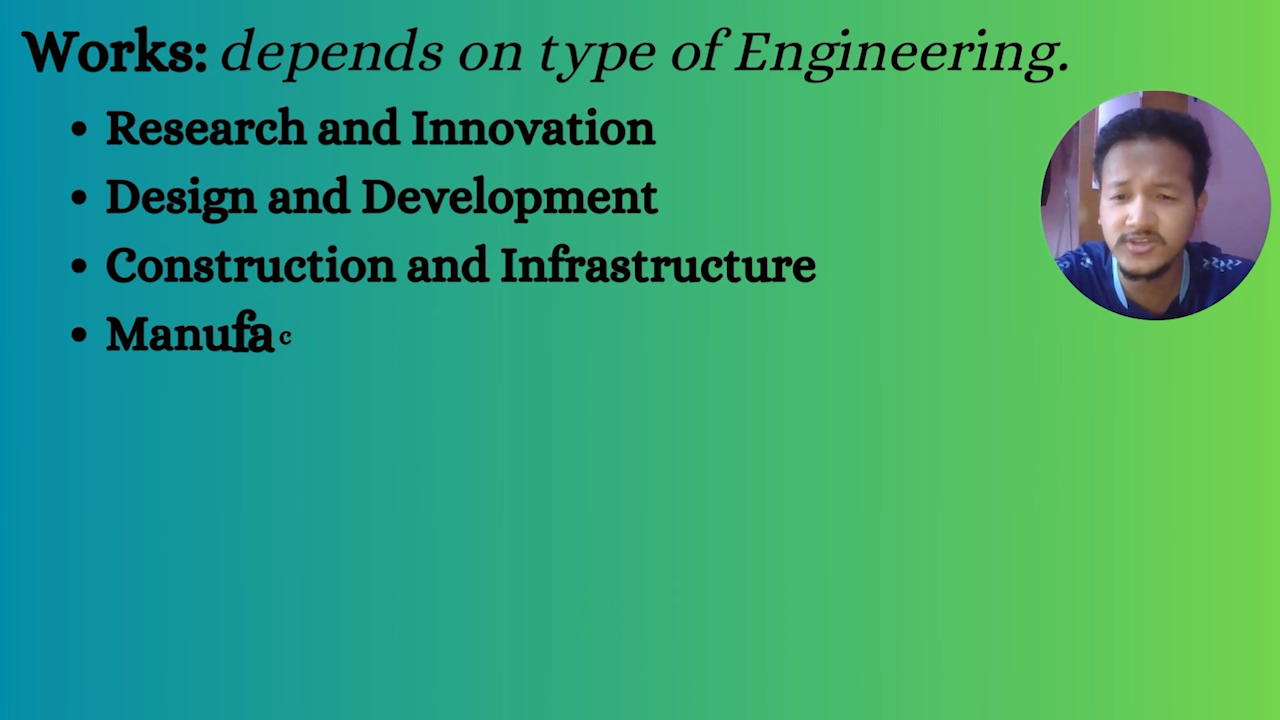 Works: depends on type of Engineering.
• Research and Innovation
• Design and Development
• Construction and Infrastructure
• Manufac